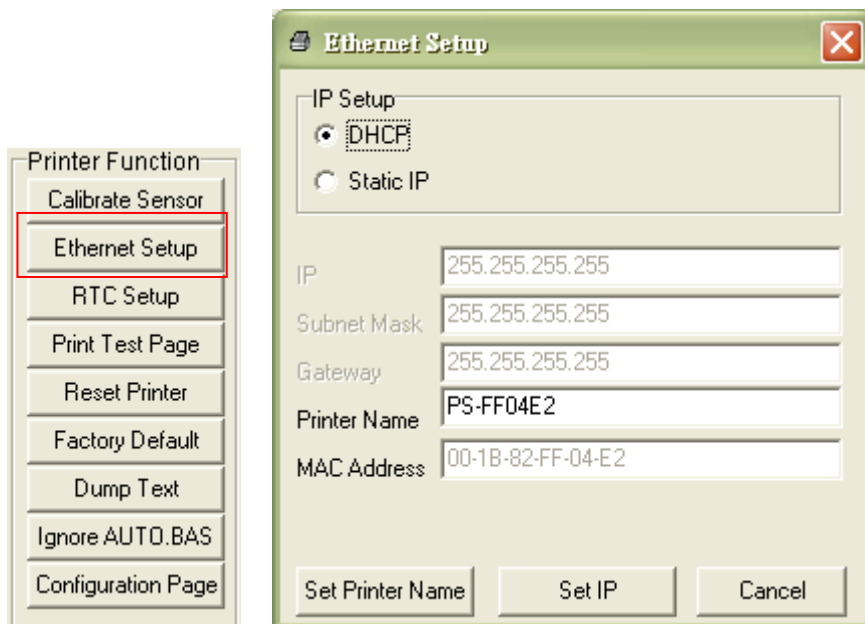 Printer Function
Calibrate Sensor
Ethernet Setup
RTC Setup
Print Test Page
Reset Printer
Factory Default
Dump Text
Ignore AUTO.BAS
Configuration Page
Ethernet Setup
IP Setup
DHCP
Static IP
IP 255.255.255.255
Subnet Mask 255.255.255.255
Gateway 255.255.255.255
Printer Name PS-FF04E2
MAC Address 00-1B-82-FF-04-E2
Set Printer Name Set IP Cancel